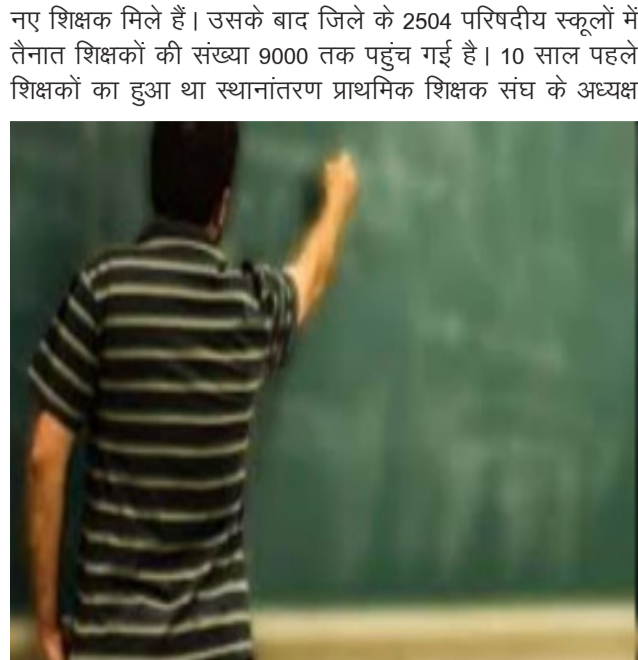 नए शिक्षक मिले हैं। उसके बाद जिले के 2504 परिषदीय स्कूलों में
तैनात शिक्षकों की संख्या 9000 तक पहुंच गई है। 10 साल पहले
शिक्षकों का हुआ था स्थानांतरण प्राथमिक शिक्षक संघ के अध्यक्ष